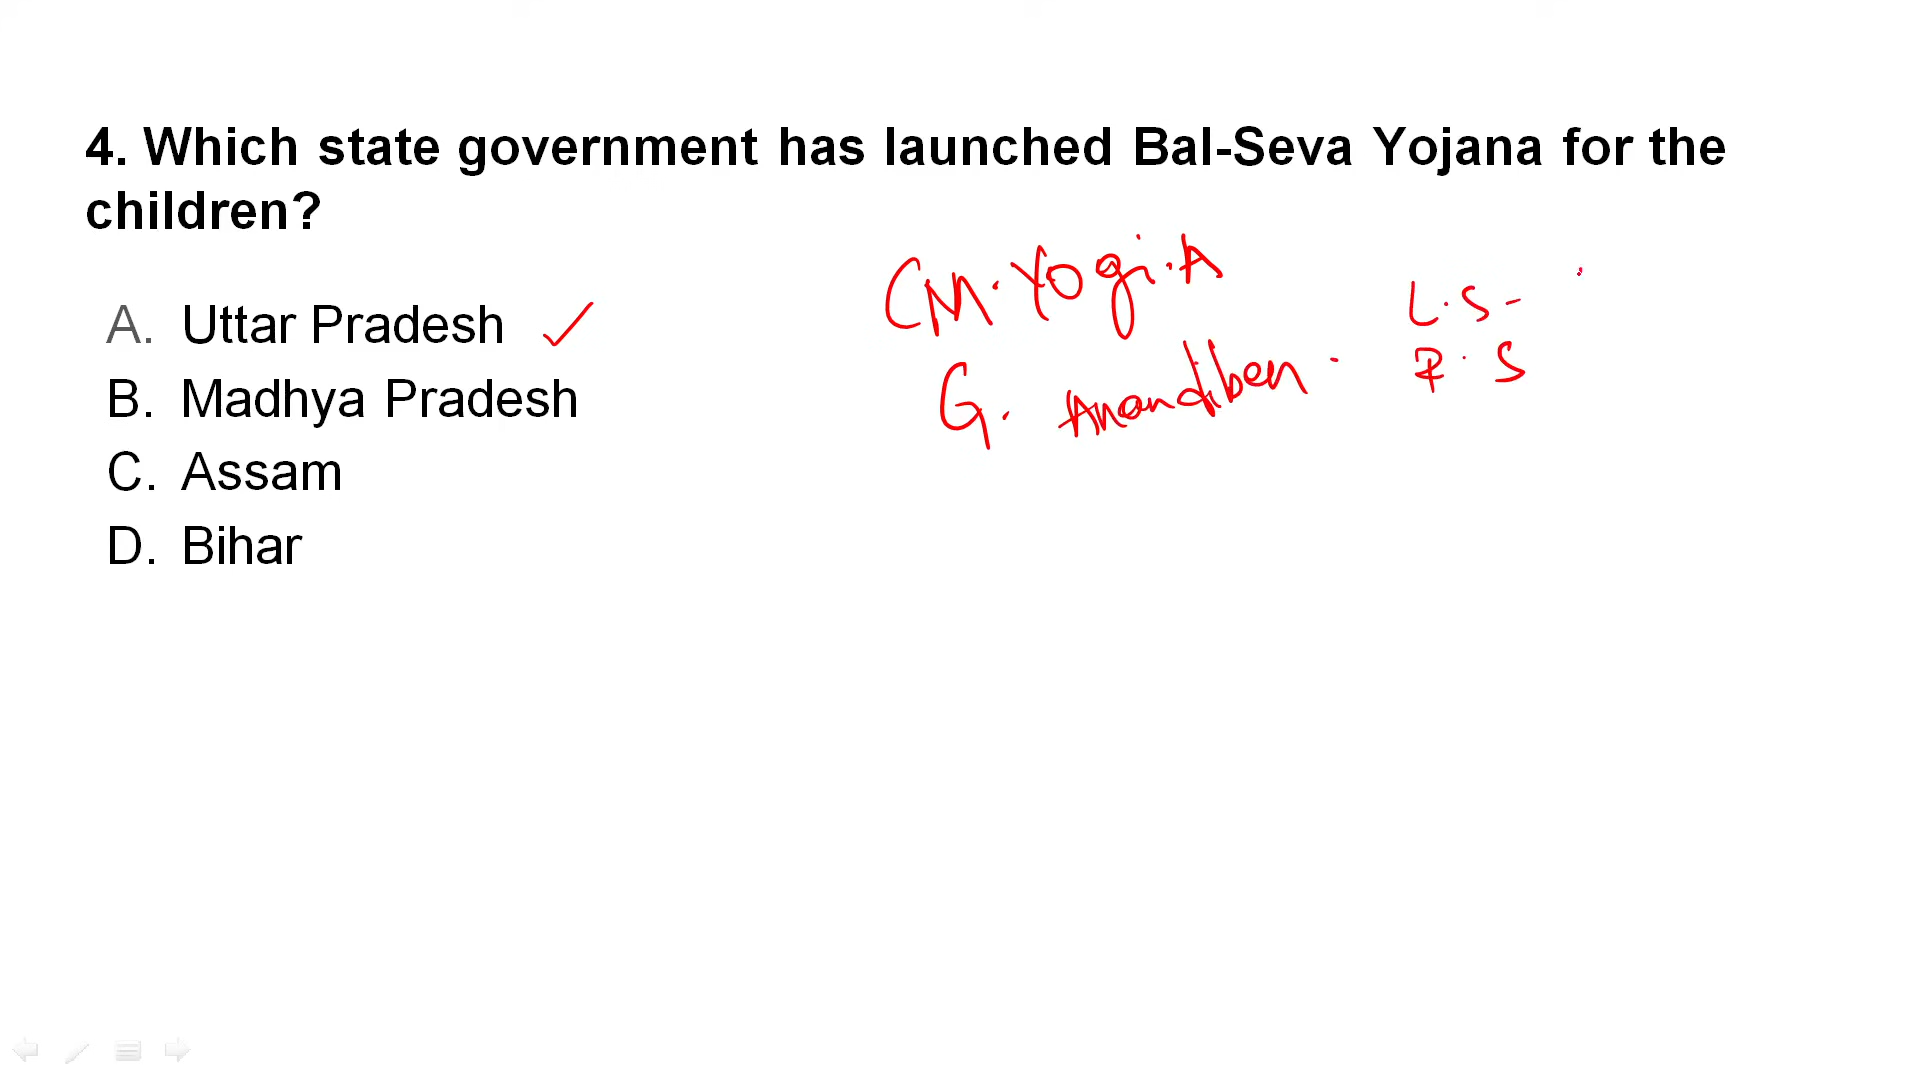 4. Which state government has launched Bal-Seva Yojana for the
children?
A. Uttar Pradesh
B. Madhya Pradesh
C. Assam
D. Bihar
CM. Yogi. A
G. Anandiben.
L.S-
R.S